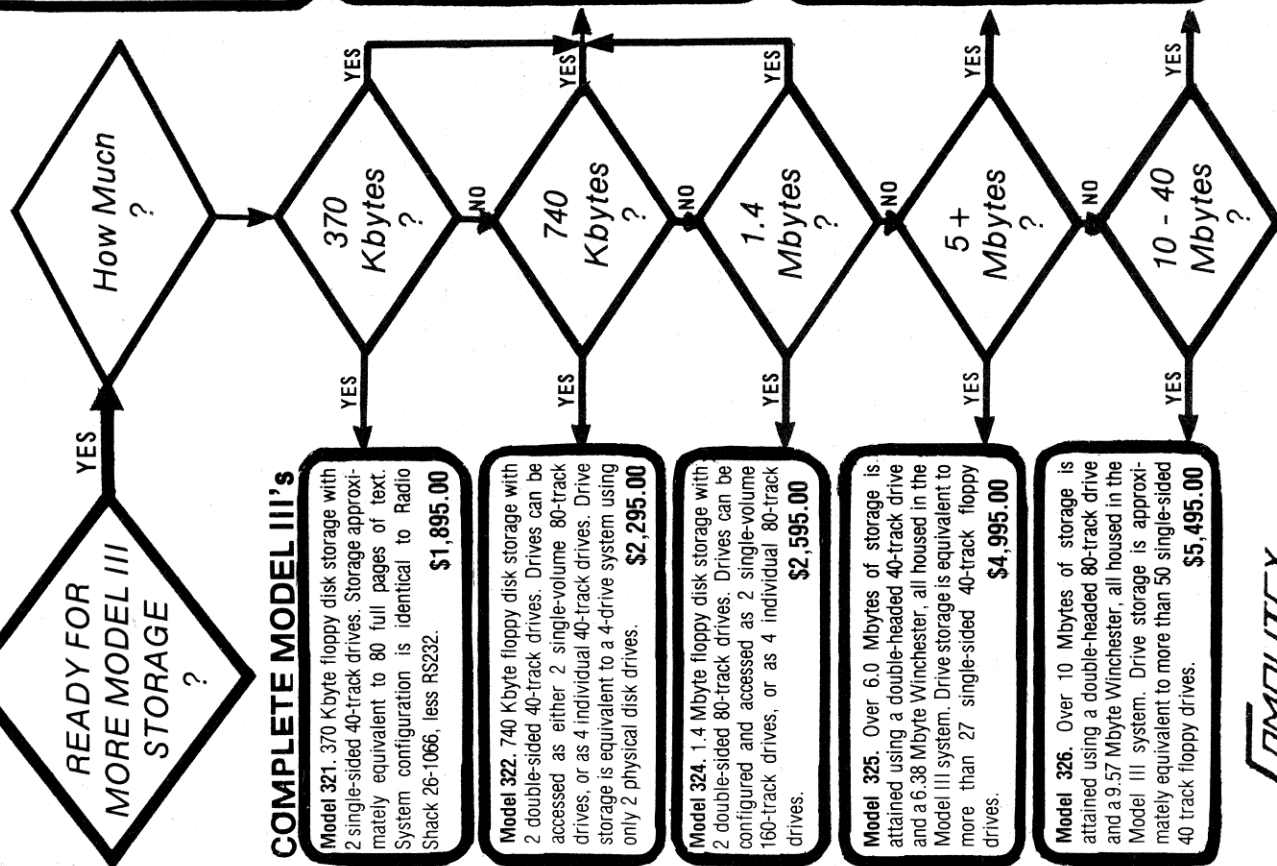 READY FOR
MORE MODEL III
STORAGE
?
YES
How Much
?
370
Kbytes
?
YES
YES
NO
740
Kbytes
?
YES
YES
NO
1.4
Mbytes
?
YES
YES
NO
5+
Mbytes
?
YES
YES
NO
10 - 40
Mbytes
?
YES
YES
COMPLETE MODEL III's
Model 321. 370 Kbyte floppy disk storage with
2 single-sided 40-track drives. Storage approxi-
mately equivalent to 80 full pages of text.
System configuration is identical to Radio
Shack 26-1066, less RS232.
$1,895.00
Model 322. 740 Kbyte floppy disk storage with
2 double-sided 40-track drives. Drives can be
accessed as either 2 single-volume 80-track
drives, or as 4 individual 40-track drives. Drive
storage is equivalent to a 4-drive system using
only 2 physical disk drives.
$2,295.00
Model 324. 1.4 Mbyte floppy disk storage with
2 double-sided 80-track drives. Drives can be
configured and accessed as 2 single-volume
160-track drives, or as 4 individual 80-track
drives.
$2,595.00
Model 325. Over 6.0 Mbytes of storage is
attained using a double-headed 40-track drive
and a 6.38 Mbyte Winchester, all housed in the
Model III system. Drive storage is equivalent to
more than 27 single-sided 40-track floppy
drives.
$4,995.00
Model 326. Over 10 Mbytes of storage is
attained using a double-headed 80-track drive
and a 9.57 Mbyte Winchester, all housed in the
Model III system. Drive storage is approxi-
mately equivalent to more than 50 single-sided
40 track floppy drives.
$5,495.00